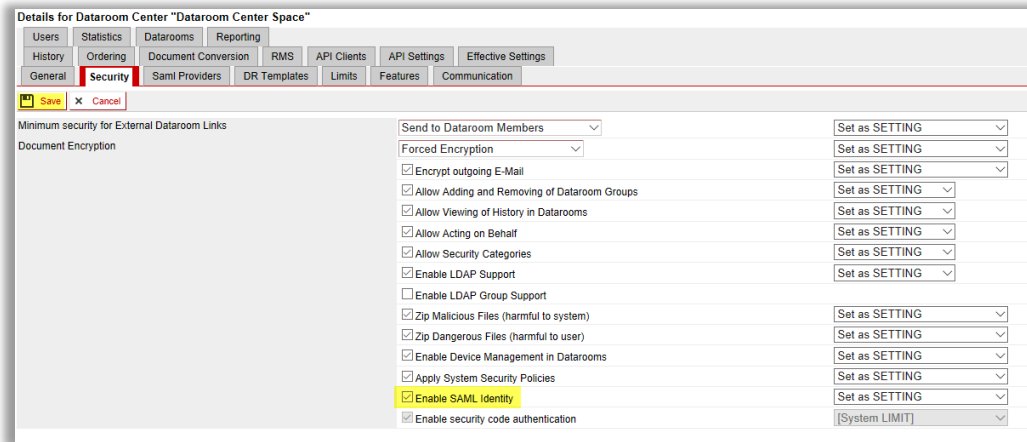 Details for Dataroom Center "Dataroom Center Space"
Users Statistics Datarooms Reporting
History Ordering Document Conversion RMS API Clients API Settings Effective Settings
General Security Saml Providers DR Templates Limits Features Communication
Save x Cancel
Minimum security for External Dataroom Links Send to Dataroom Members Set as SETTING
Document Encryption Forced Encryption Set as SETTING
Encrypt outgoing E-Mail Set as SETTING
Allow Adding and Removing of Dataroom Groups Set as SETTING
Allow Viewing of History in Datarooms Set as SETTING
Allow Acting on Behalf Set as SETTING
Allow Security Categories Set as SETTING
Enable LDAP Support Set as SETTING
Enable LDAP Group Support
Zip Malicious Files (harmful to system) Set as SETTING
Zip Dangerous Files (harmful to user) Set as SETTING
Enable Device Management in Datarooms Set as SETTING
Apply System Security Policies Set as SETTING
Enable SAML Identity Set as SETTING
Enable security code authentication [System LIMIT]